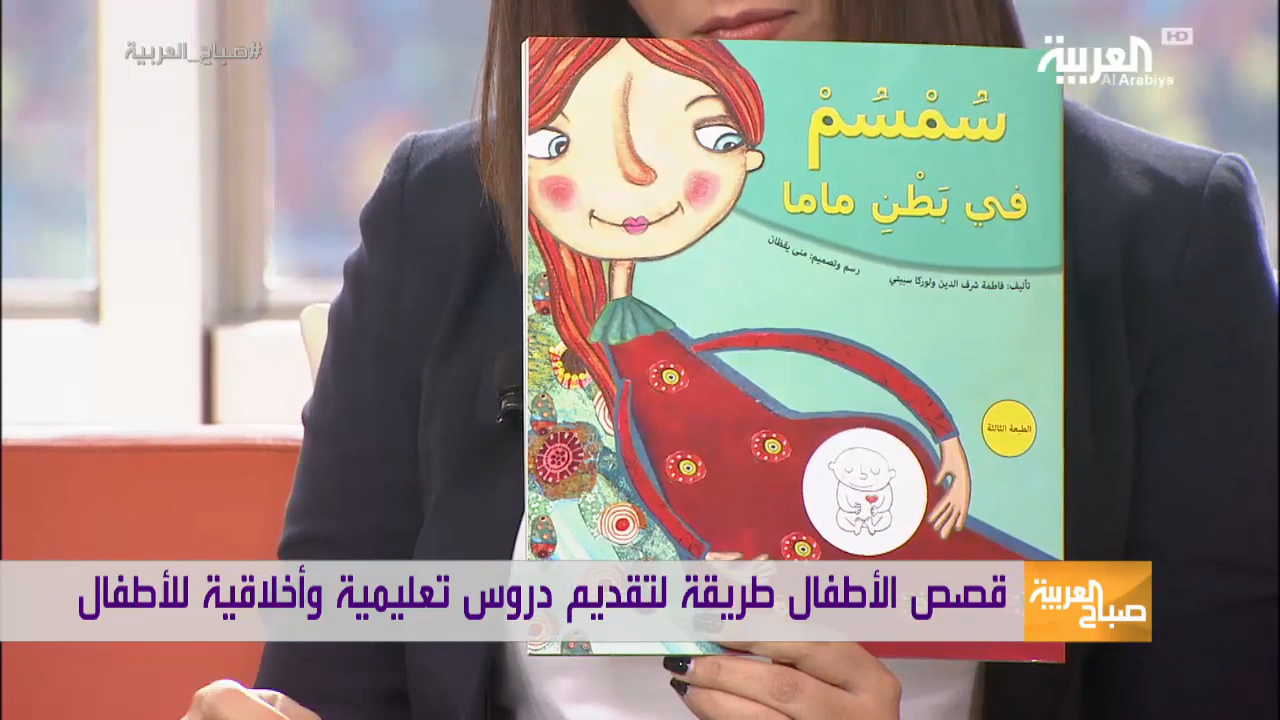 #صباح_العربية
العربية HD
Al Arabiya
سُمْسُمْ
في بَطْنِ ماما
تأليف: فاطمة شرف الدين ولوركا سبيتي
رسم وتصميم: منى يقظان
الطبعة الثالثة
صباح العربية
قصص الأطفال طريقة لتقديم دروس تعليمية وأخلاقية للأطفال